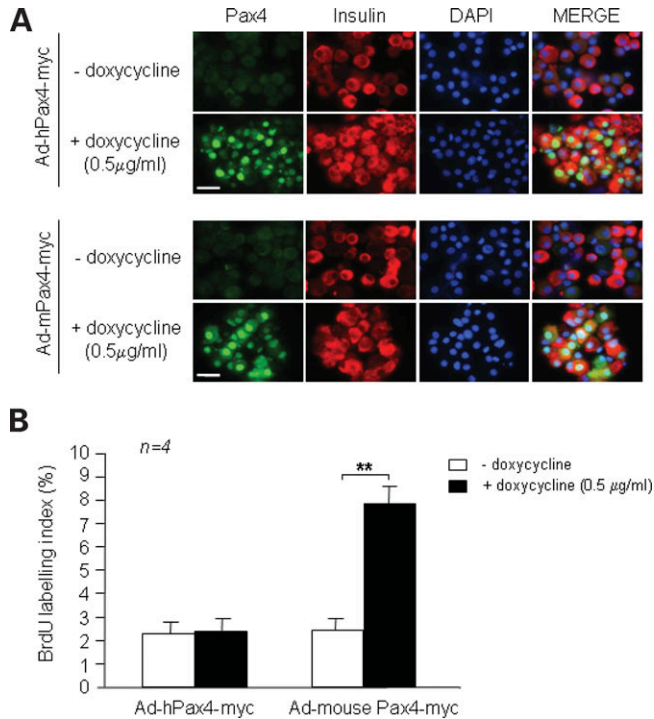 A
Pax4 Insulin DAPI MERGE
Ad-hPax4-myc
- doxycycline
+ doxycycline
(0.5µg/ml)
Ad-mPax4-myc
- doxycycline
+ doxycycline
(0.5µg/ml)
B
BrdU labelling index (%)
10
9
8
7
6
5
4
3
2
1
0
n=4
**
- doxycycline
+ doxycycline (0.5 µg/ml)
Ad-hPax4-myc Ad-mouse Pax4-myc